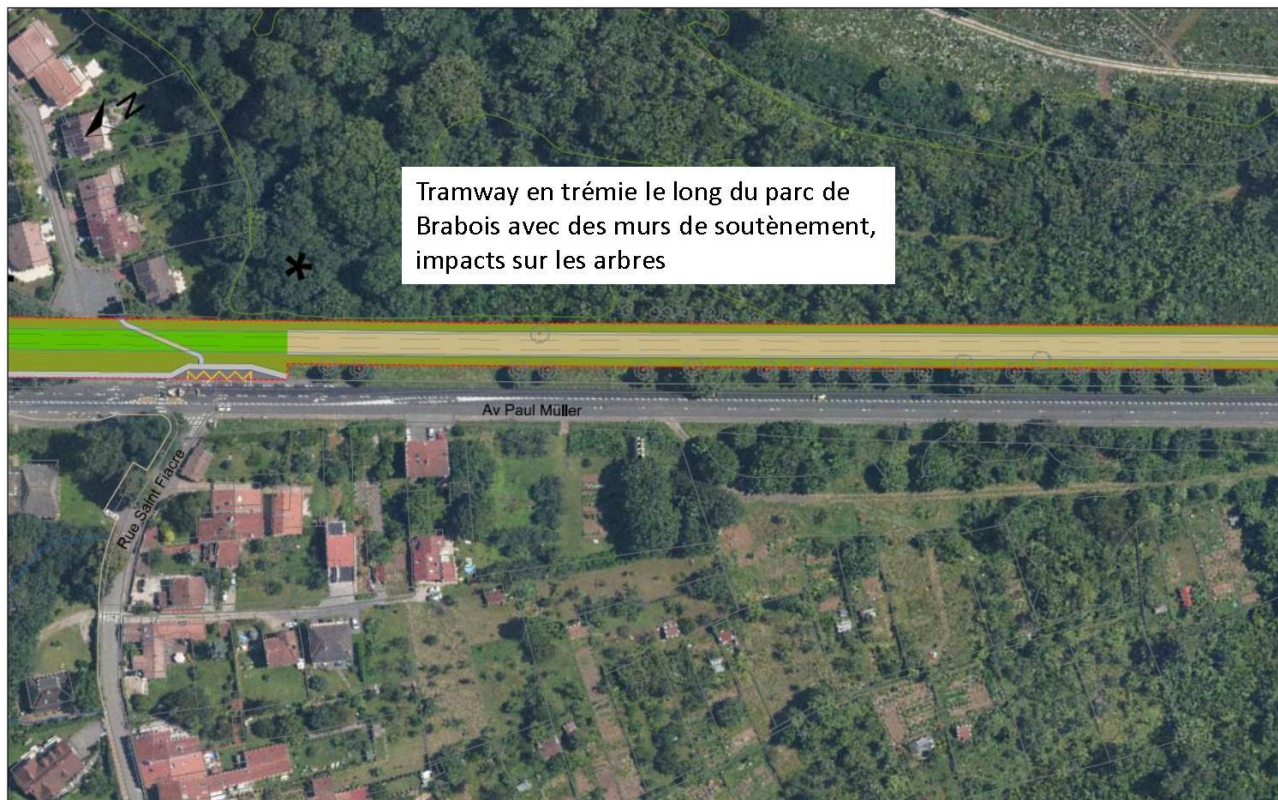 N
Tramway en trémie le long du parc de
Brabois avec des murs de soutènement,
impacts sur les arbres
Av Paul Müller
Rue Saint Fiacre